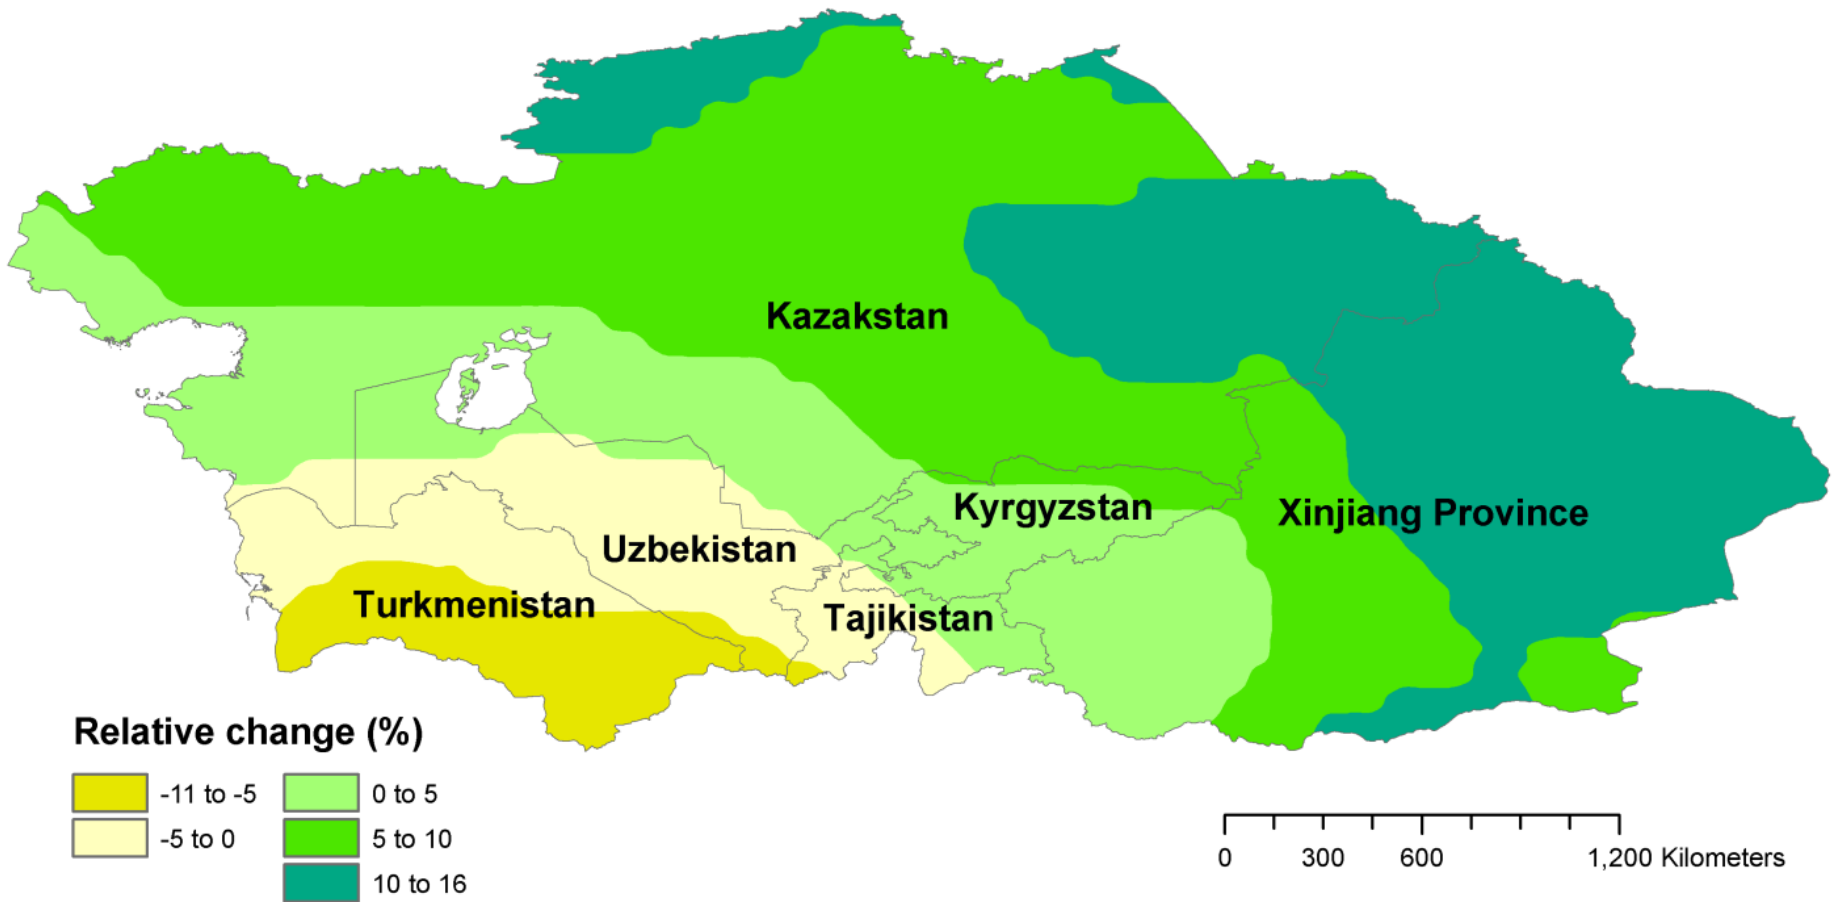 Kazakstan
Kyrgyzstan
Xinjiang Province
Uzbekistan
Turkmenistan
Tajikistan
Relative change (%)
-11 to -5
0 to 5
-5 to 0
5 to 10
10 to 16
0 300 600 1,200 Kilometers